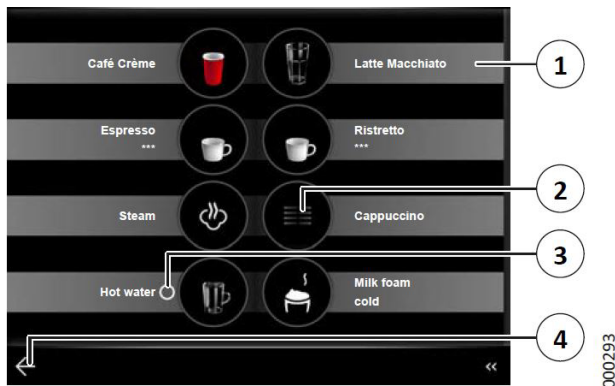 Café Crème
Latte Macchiato
1
Espresso
***
Ristretto
***
2
Steam
Cappuccino
3
Hot water
Milk foam
cold
4
«
000293